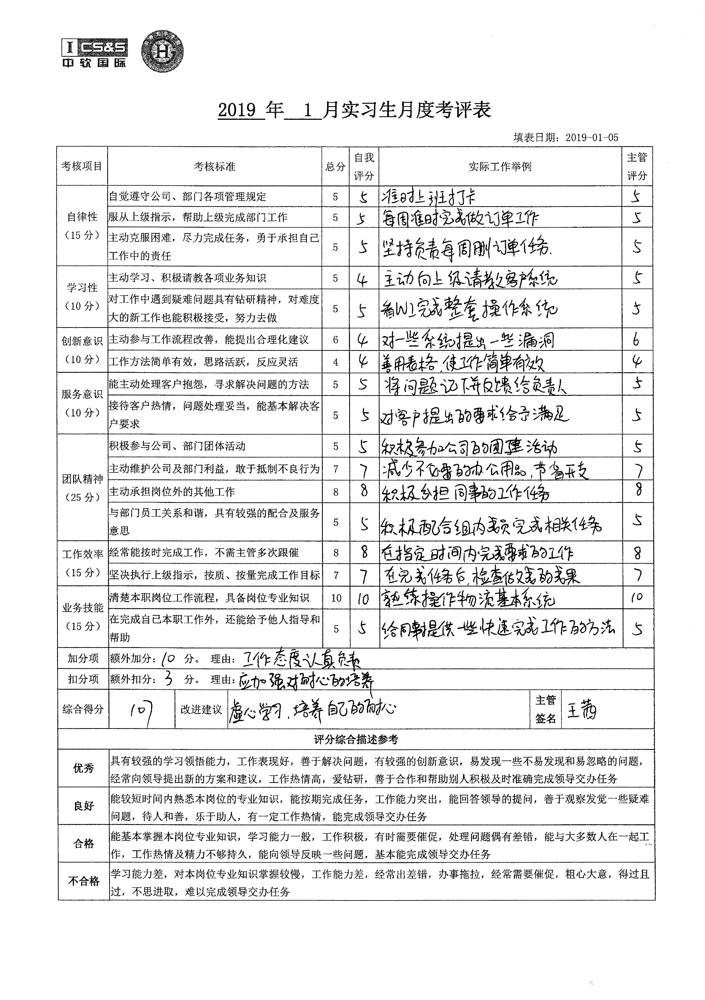 I CS&S
中软国际
H
2019 年 1 月实习生月度考评表
填表日期：2019-01-05
考核项目 考核标准 总分 自我评分 实际工作举例 主管评分
自律性（15 分）
自觉遵守公司、部门各项管理规定 5 5 准时上班打卡 5
服从上级指示，帮助上级完成部门工作 5 5 每周准时完成做订单工作 5
主动克服困难，尽力完成任务，勇于承担自己
工作中的责任 5 5 坚持负责每周删订单任务. 5
学习性（10 分）
主动学习、积极请教各项业务知识 5 4 主动向上级请教客户系统 5
对工作中遇到疑难问题具有钻研精神，对难度
大的新工作也能积极接受，努力去做 5 5 看WI完成整套操作系统 5
创新意识（10 分）
主动参与工作流程改善，能提出合理化建议 6 4 对一些系统提出一些漏洞 6
工作方法简单有效，思路活跃，反应灵活 4 4 善用表格,使工作简单有效 4
服务意识（10 分）
能主动处理客户抱怨，寻求解决问题的方法 5 5 将问题记下并反馈给负责人 5
接待客户热情，问题处理妥当，能基本解决客
户要求 5 5 对客户提出的要求给予满足 5
团队精神（25 分）
积极参与公司、部门团体活动 5 5 积极参加公司的团建活动 5
主动维护公司及部门利益，敢于抵制不良行为 7 7 减少不必要的办公用品,节省开支 7
主动承担岗位外的其他工作 8 8 积极分担同事的工作任务 8
与部门员工关系和谐，具有较强的配合及服务
意思 5 5 积极配合组内成员完成相关任务 5
工作效率（15 分）
经常能按时完成工作，不需主管多次跟催 8 8 在指定时间内完成要求的工作 8
坚决执行上级指示，按质、按量完成工作目标 7 7 在完成任务后,检查做成的成果 7
业务技能（15 分）
清楚本职岗位工作流程，具备岗位专业知识 10 10 熟练操作物流基本系统 10
在完成自己本职工作外，还能给予他人指导和
帮助 5 5 给同事提供一些快速完成工作的方法 5
加分项 额外加分：10 分。 理由：工作态度认真负责
扣分项 额外扣分：3 分。 理由：应加强对耐心的培养
综合得分 107 改进建议 虚心学习,培养自己的耐心 主管签名 王茜
评分综合描述参考
优秀
具有较强的学习领悟能力，工作表现好，善于解决问题，有较强的创新意识，易发现一些不易发现和易忽略的问题，
经常向领导提出新的方案和建议，工作热情高，爱钻研，善于合作和帮助别人积极及时准确完成领导交办任务
良好
能较短时间内熟悉本岗位的专业知识，能按期完成任务，工作能力突出，能回答领导的提问，善于观察发觉一些疑难
问题，待人和善，乐于助人，有一定工作热情，能完成领导交办任务
合格
能基本掌握本岗位专业知识，学习能力一般，工作积极，有时需要催促，处理问题偶有差错，能与大多数人在一起工
作，工作热情及精力不够持久，能向领导反映一些问题，基本能完成领导交办任务
不合格
学习能力差，对本岗位专业知识掌握较慢，工作能力差，经常出差错，办事拖拉，经常需要催促，粗心大意，得过且
过，不思进取，难以完成领导交办任务